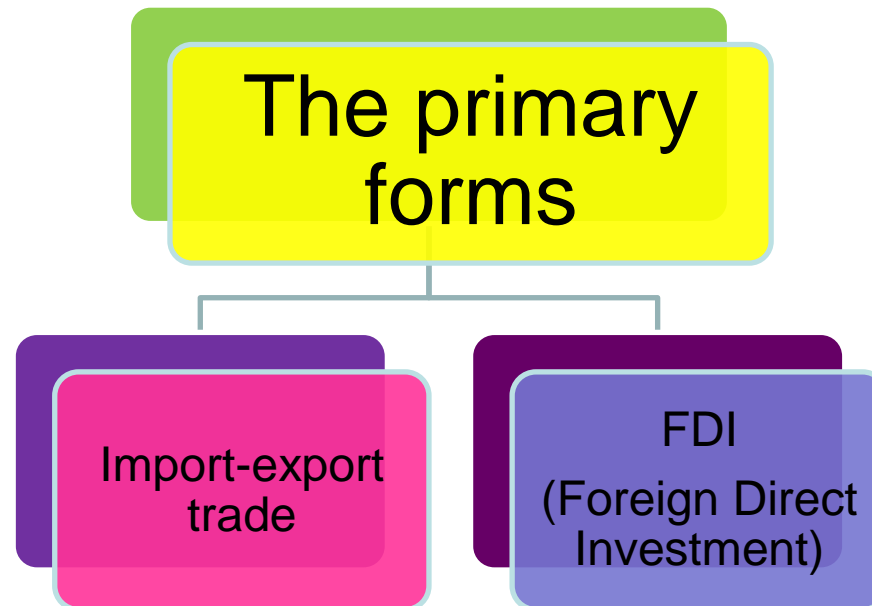 The primary
forms
Import-export
trade
FDI
(Foreign Direct
Investment)